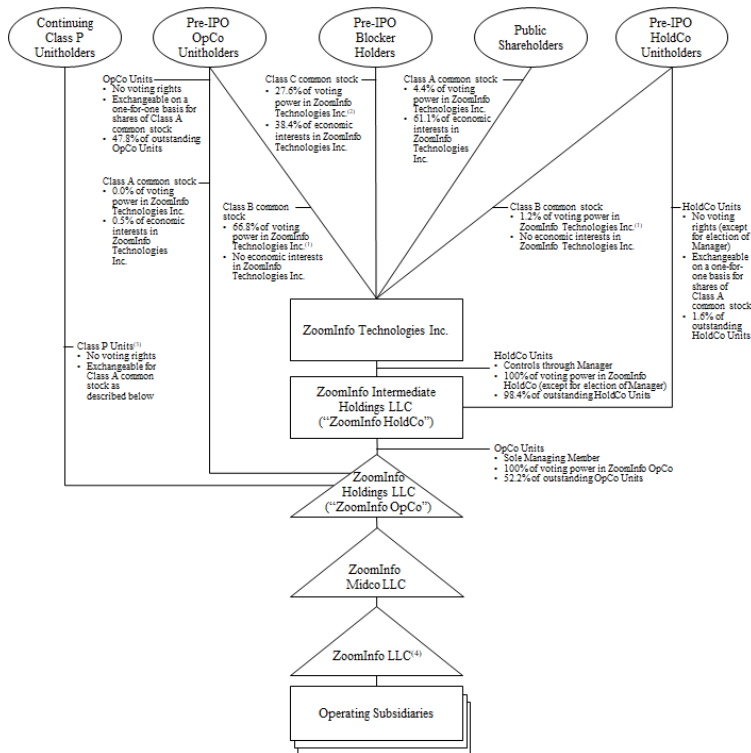 Continuing
Class P
Unitholders
Pre-IPO
OpCo
Unitholders
Pre-IPO
Blocker
Holders
Public
Shareholders
Pre-IPO
HoldCo
Unitholders
OpCo Units
• No voting rights
• Exchangeable on a
one-for-one basis for
shares of Class A
common stock
• 47.8% of outstanding
OpCo Units
Class A common stock
• 0.0% of voting
power in ZoomInfo
Technologies Inc.
• 0.5% of economic
interests in
ZoomInfo
Technologies
Inc.
Class C common stock
• 27.6% of voting
power in ZoomInfo
Technologies Inc.(2)
• 38.4% of economic
interests in ZoomInfo
Technologies Inc.
Class A common stock
• 4.4% of voting
power in ZoomInfo
Technologies Inc.
• 61.1% of economic
interests in
ZoomInfo
Technologies
Inc.
Class B common
stock
• 66.8% of voting
power in ZoomInfo
Technologies Inc.(1)
• No economic interests
in ZoomInfo
Technologies Inc.
Class B common stock
• 1.2% of voting power in
ZoomInfo Technologies Inc.(1)
• No economic interests in
ZoomInfo Technologies Inc.
HoldCo Units
• No voting
rights (except
for election of
Manager)
• Exchangeable
on a one-for-
one basis for
shares of
Class A
common stock
• 1.6% of
outstanding
HoldCo Units
ZoomInfo Technologies Inc.
Class P Units(3)
• No voting rights
• Exchangeable for
Class A common
stock as
described below
HoldCo Units
• Controls through Manager
• 100% of voting power in ZoomInfo
HoldCo (except for election of Manager)
• 98.4% of outstanding HoldCo Units
ZoomInfo Intermediate
Holdings LLC
(“ZoomInfo HoldCo”)
OpCo Units
• Sole Managing Member
• 100% of voting power in ZoomInfo OpCo
• 52.2% of outstanding OpCo Units
ZoomInfo
Holdings LLC
(“ZoomInfo OpCo”)
ZoomInfo
Midco LLC
ZoomInfo LLC(4)
Operating Subsidiaries